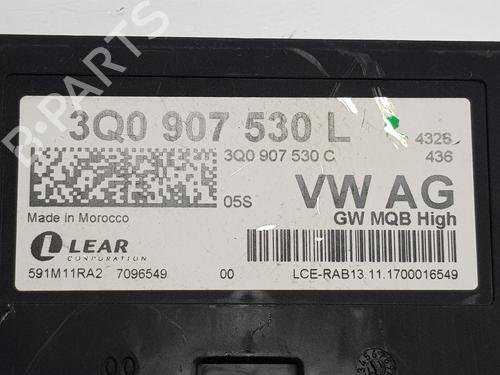 3Q0 907 530 L
4326
3Q0 907 530 C
436
05S
VW AG
GW MQB High
Made in Morocco
LEAR
CORPORATION
591M11RA2 7096549 00 LCE-RAB13.11.1700016549
B-PARTS